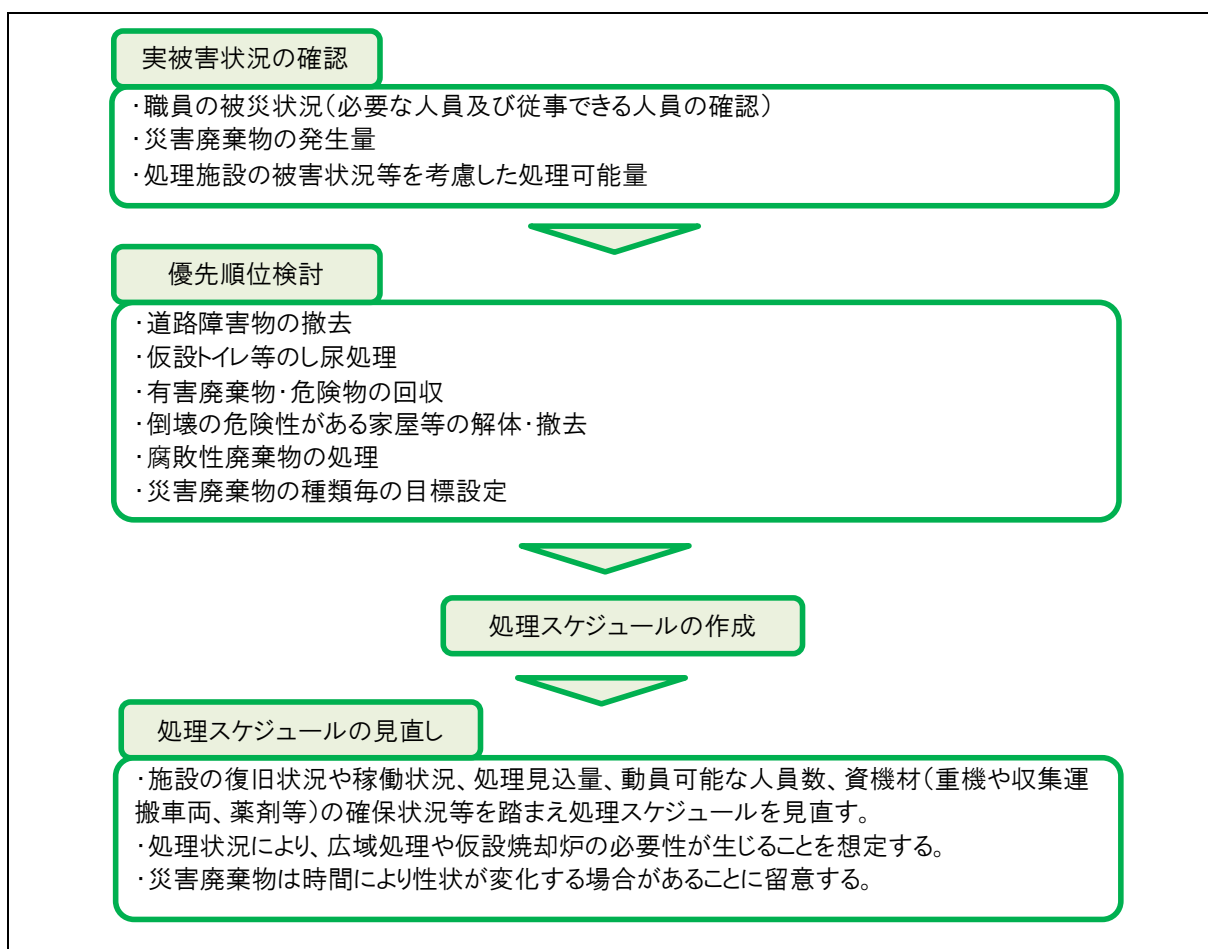 実被害状況の確認
・職員の被災状況（必要な人員及び従事できる人員の確認）
・災害廃棄物の発生量
・処理施設の被害状況等を考慮した処理可能量
優先順位検討
・道路障害物の撤去
・仮設トイレ等のし尿処理
・有害廃棄物・危険物の回収
・倒壊の危険性がある家屋等の解体・撤去
・腐敗性廃棄物の処理
・災害廃棄物の種類毎の目標設定
処理スケジュールの作成
処理スケジュールの見直し
・施設の復旧状況や稼働状況、処理見込量、動員可能な人員数、資機材（重機や収集運
搬車両、薬剤等）の確保状況等を踏まえ処理スケジュールを見直す。
・処理状況により、広域処理や仮設焼却炉の必要性が生じることを想定する。
・災害廃棄物は時間により性状が変化する場合があることに留意する。